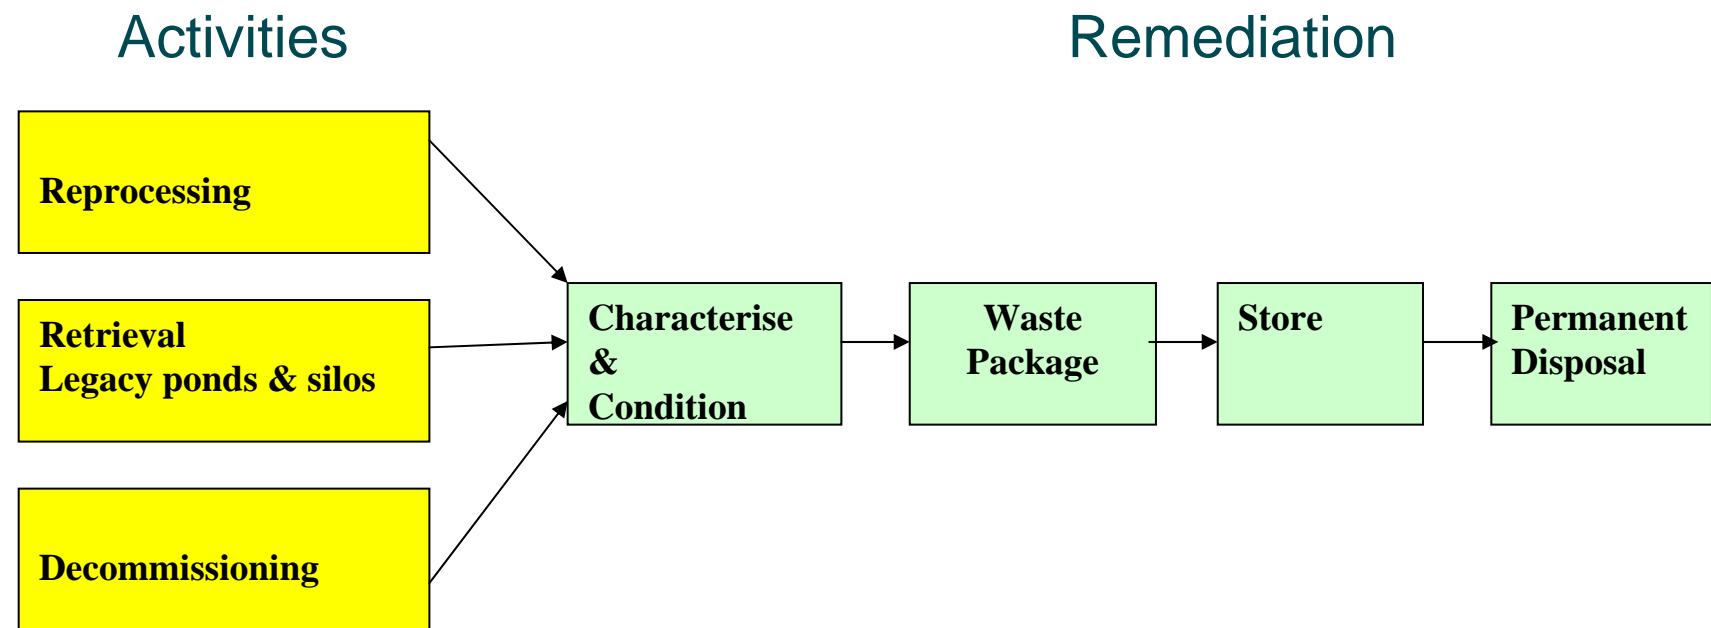 Activities
Remediation
Reprocessing
Retrieval
Legacy ponds & silos
Decommissioning
Characterise
&
Condition
Waste
Package
Store
Permanent
Disposal